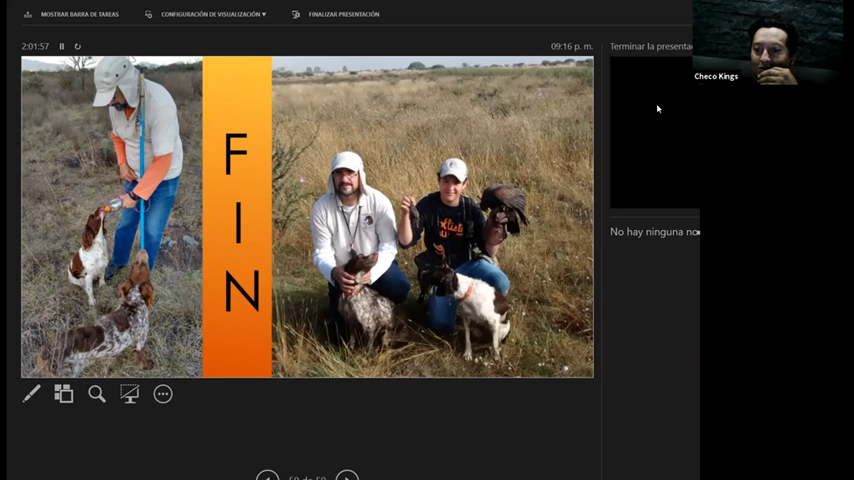 MOSTRAR BARRA DE TAREAS
CONFIGURACIÓN DE VISUALIZACIÓN ▾
FINALIZAR PRESENTACIÓN
2:01:57
09:16 p. m.
Terminar la presenta
Checo Kings
F
I
N
No hay ninguna no